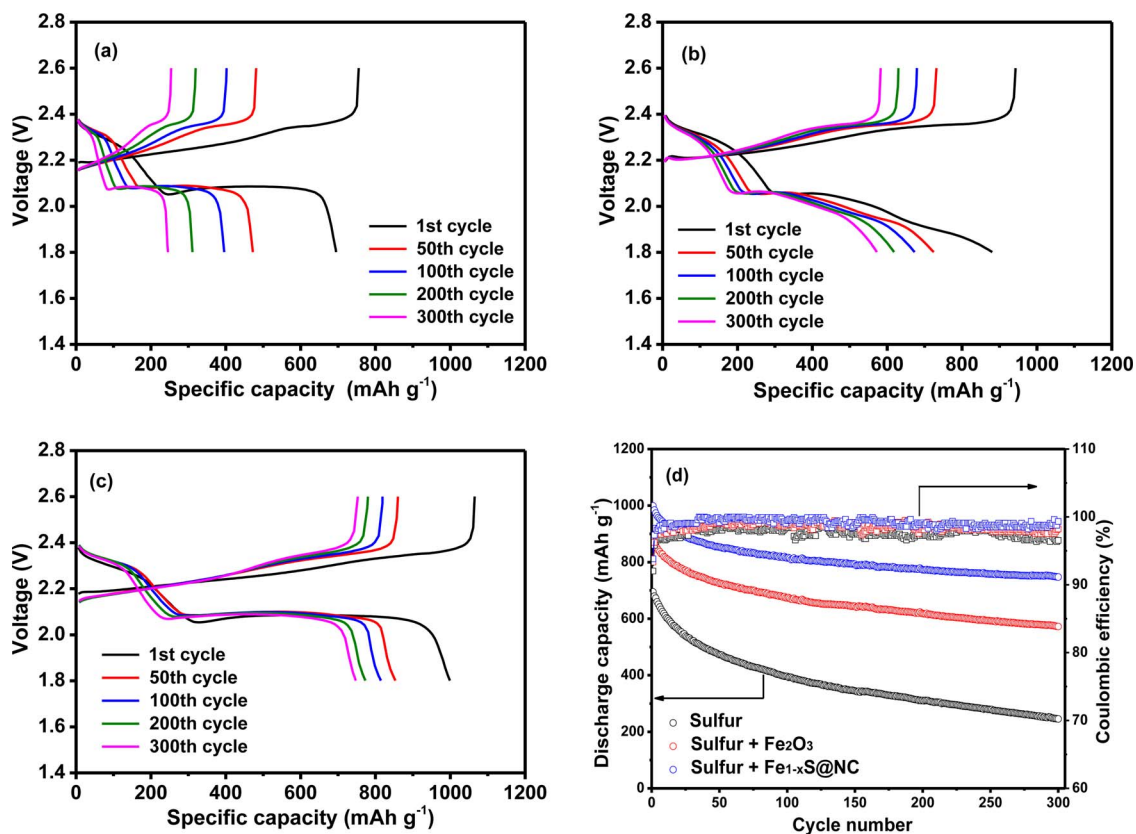 (a)
2.8
2.6
2.4
2.2
2.0
1.8
1.6
1.4
Voltage (V)
1st cycle
50th cycle
100th cycle
200th cycle
300th cycle
0 200 400 600 800 1000 1200
Specific capacity (mAh g⁻¹)
(b)
2.8
2.6
2.4
2.2
2.0
1.8
1.6
1.4
Voltage (V)
1st cycle
50th cycle
100th cycle
200th cycle
300th cycle
0 200 400 600 800 1000 1200
Specific capacity (mAh g⁻¹)
(c)
2.8
2.6
2.4
2.2
2.0
1.8
1.6
1.4
Voltage (V)
1st cycle
50th cycle
100th cycle
200th cycle
300th cycle
0 200 400 600 800 1000 1200
Specific capacity (mAh g⁻¹)
(d)
1200
1000
800
600
400
200
0
Discharge capacity (mAh g⁻¹)
110
100
90
80
70
60
Coulombic efficiency (%)
Sulfur
Sulfur + Fe₂O₃
Sulfur + Fe₁₋ₓS@NC
0 50 100 150 200 250 300
Cycle number